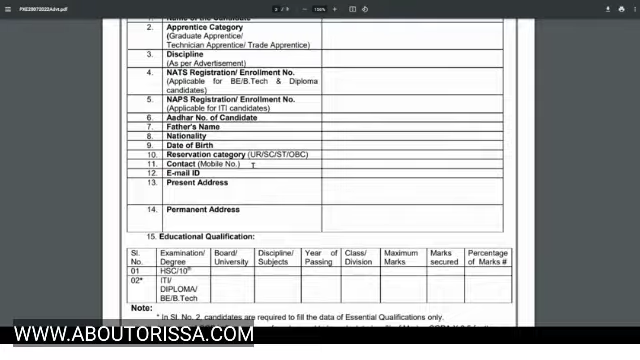 PXE29072022Advt.pdf
100%
1. Name of the Candidate
2. Apprentice Category
(Graduate Apprentice/
Technician Apprentice/ Trade Apprentice)
3. Discipline
(As per Advertisement)
4. NATS Registration/ Enrollment No.
(Applicable for BE/B.Tech & Diploma
candidates)
5. NAPS Registration/ Enrollment No.
(Applicable for ITI candidates)
6. Aadhar No. of Candidate
7. Father's Name
8. Nationality
9. Date of Birth
10. Reservation category (UR/SC/ST/OBC)
11. Contact (Mobile No.)
12. E-mail ID
13. Present Address
14. Permanent Address
15. Educational Qualification:
Sl. No. Examination/ Degree Board/ University Discipline/ Subjects Year of Passing Class/ Division Maximum Marks Marks secured Percentage of Marks #
01 HSC/10th
02* ITI/
DIPLOMA/
BE/B.Tech
Note:
* In Sl. No. 2, candidates are required to fill the data of Essential Qualifications only.
WWW.ABOUTORISSA.COM